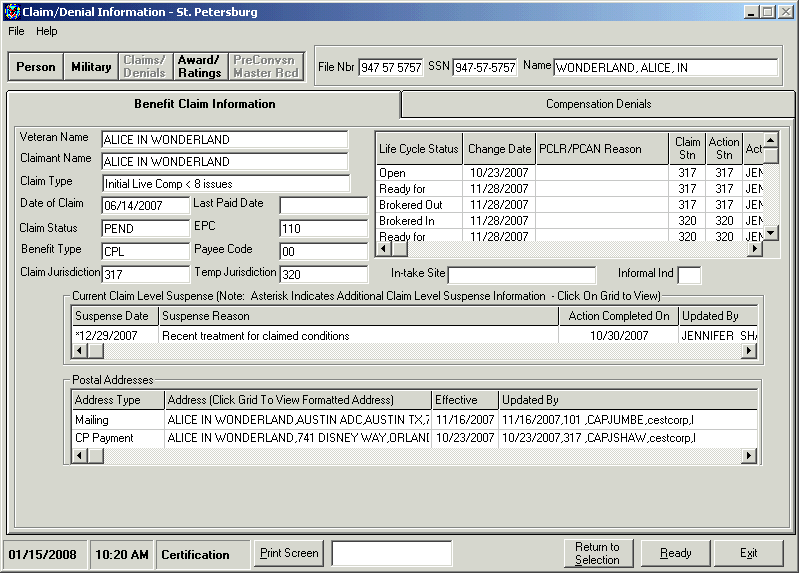 Claim/Denial Information - St. Petersburg
File Help
Person Military Claims/ Denials Award/ Ratings PreConvsn Master Rcd File Nbr 947 57 5757 SSN 947-57-5757 Name WONDERLAND, ALICE, IN
Benefit Claim Information Compensation Denials
Veteran Name ALICE IN WONDERLAND
Claimant Name ALICE IN WONDERLAND
Claim Type Initial Live Comp < 8 issues
Date of Claim 06/14/2007 Last Paid Date
Claim Status PEND EPC 110
Benefit Type CPL Payee Code 00
Claim Jurisdiction 317 Temp Jurisdiction 320
Life Cycle Status Change Date PCLR/PCAN Reason Claim Stn Action Stn Act
Open 10/23/2007 317 317 JEN
Ready for 11/28/2007 317 317 JEN
Brokered Out 11/28/2007 317 317 JEN
Brokered In 11/28/2007 320 320 JEN
Ready for 11/28/2007 320 320 JEN
In-take Site Informal Ind
Current Claim Level Suspense (Note: Asterisk Indicates Additional Claim Level Suspense Information - Click On Grid to View)
Suspense Date Suspense Reason Action Completed On Updated By
*12/29/2007 Recent treatment for claimed conditions 10/30/2007 JENNIFER SHA
Postal Addresses
Address Type Address (Click Grid To View Formatted Address) Effective Updated By
Mailing ALICE IN WONDERLAND,AUSTIN ADC,AUSTIN TX,7 11/16/2007 11/16/2007,101 ,CAPJUMBE,cestcorp,I
CP Payment ALICE IN WONDERLAND,741 DISNEY WAY,ORLAN 10/23/2007 10/23/2007,317 ,CAPJSHAW,cestcorp,I
01/15/2008 10:20 AM Certification Print Screen Return to Selection Ready Exit